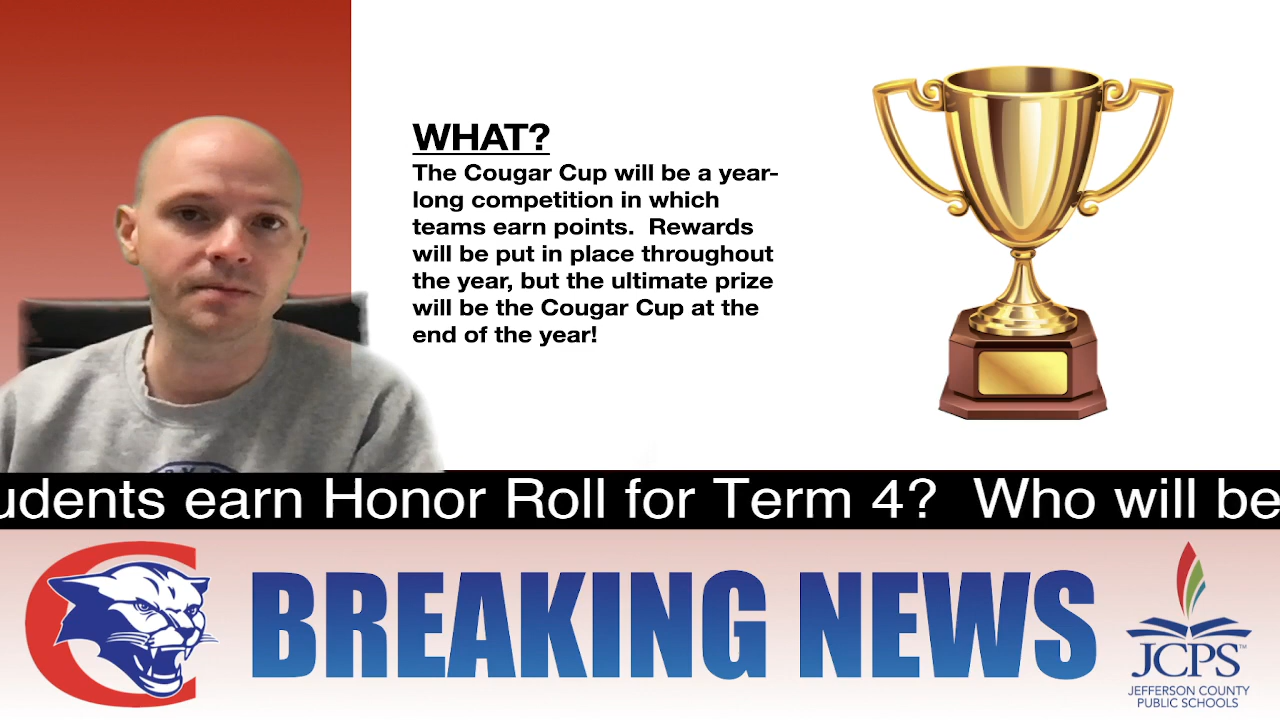 WHAT?
The Cougar Cup will be a year-
long competition in which
teams earn points.  Rewards
will be put in place throughout
the year, but the ultimate prize
will be the Cougar Cup at the
end of the year!
udents earn Honor Roll for Term 4?  Who will be
C
BREAKING NEWS
JCPS™
JEFFERSON COUNTY
PUBLIC SCHOOLS